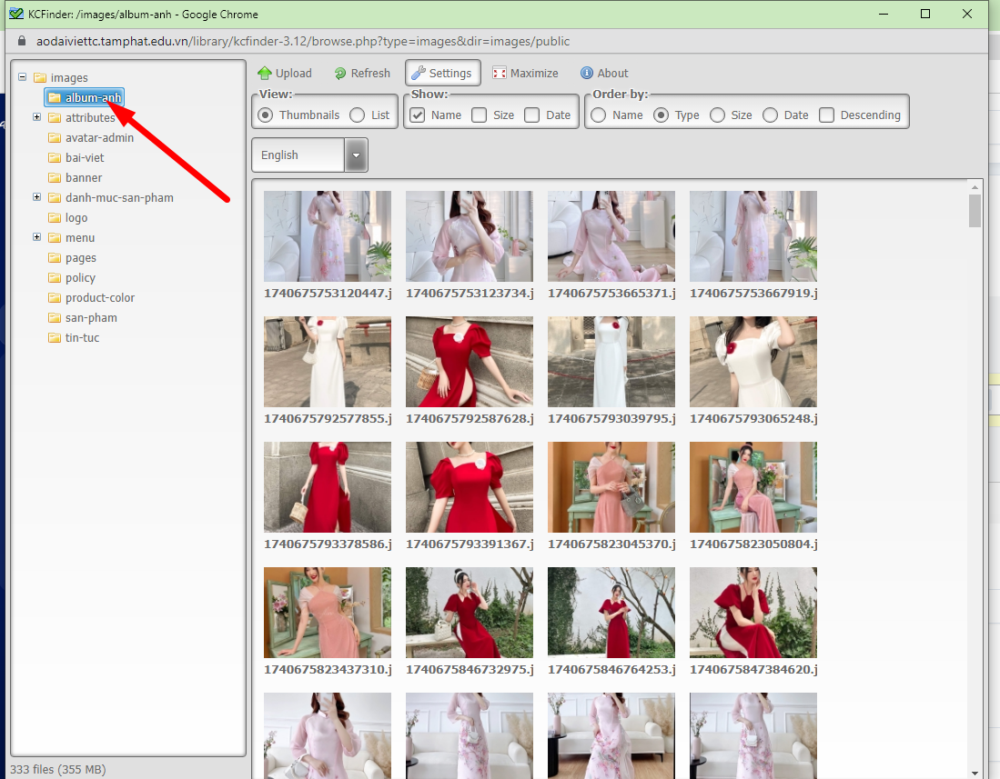 KCFinder: /images/album-anh - Google Chrome
aodaiviettc.tamphat.edu.vn/library/kcfinder-3.12/browse.php?type=images&dir=images/public
images
album-anh
attributes
avatar-admin
bai-viet
banner
danh-muc-san-pham
logo
menu
pages
policy
product-color
san-pham
tin-tuc
Upload Refresh Settings Maximize About
View: Show: Order by:
Thumbnails List Name Size Date Name Type Size Date Descending
English
1740675753120447.j 1740675753123734.j 1740675753665371.j 1740675753667919.j
1740675792577855.j 1740675792587628.j 1740675793039795.j 1740675793065248.j
1740675793378586.j 1740675793391367.j 1740675823045370.j 1740675823050804.j
1740675823437310.j 1740675846732975.j 1740675846764253.j 1740675847384620.j
333 files (355 MB)